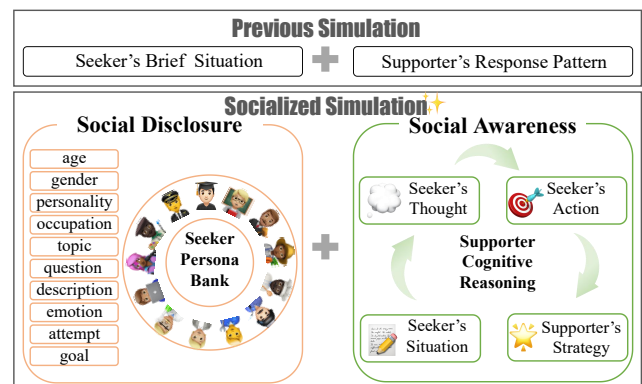 Previous Simulation
Seeker's Brief Situation
Supporter's Response Pattern
Socialized Simulation
Social Disclosure
age
gender
personality
occupation
topic
question
description
emotion
attempt
goal
Seeker
Persona
Bank
Social Awareness
Seeker's
Thought
Seeker's
Action
Supporter
Cognitive
Reasoning
Seeker's
Situation
Supporter's
Strategy